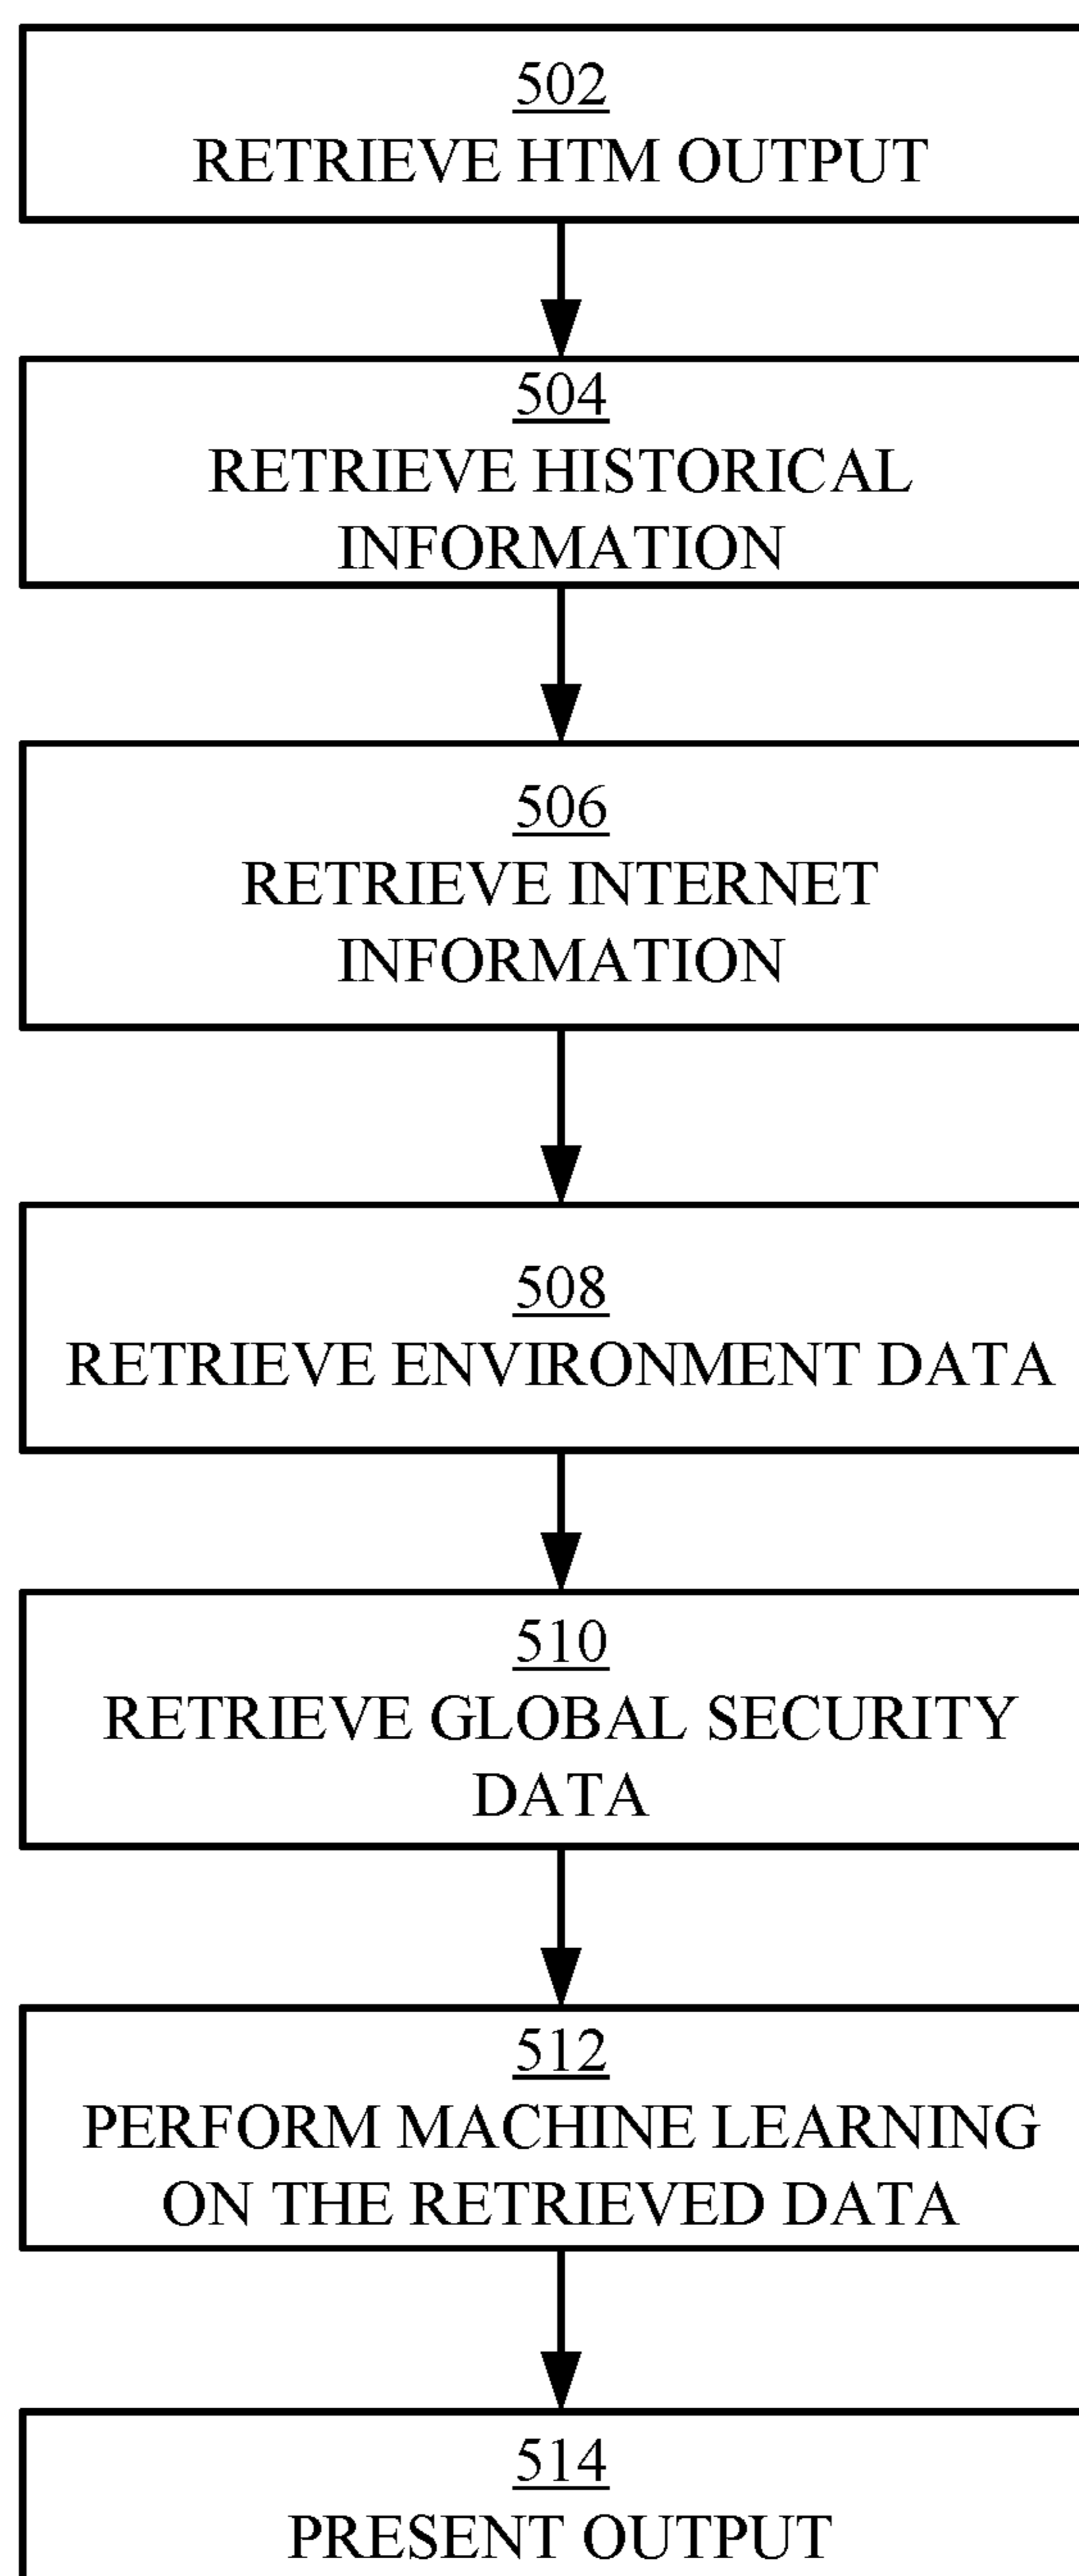 502
RETRIEVE HTM OUTPUT
504
RETRIEVE HISTORICAL
INFORMATION
506
RETRIEVE INTERNET
INFORMATION
508
RETRIEVE ENVIRONMENT DATA
510
RETRIEVE GLOBAL SECURITY
DATA
512
PERFORM MACHINE LEARNING
ON THE RETRIEVED DATA
514
PRESENT OUTPUT